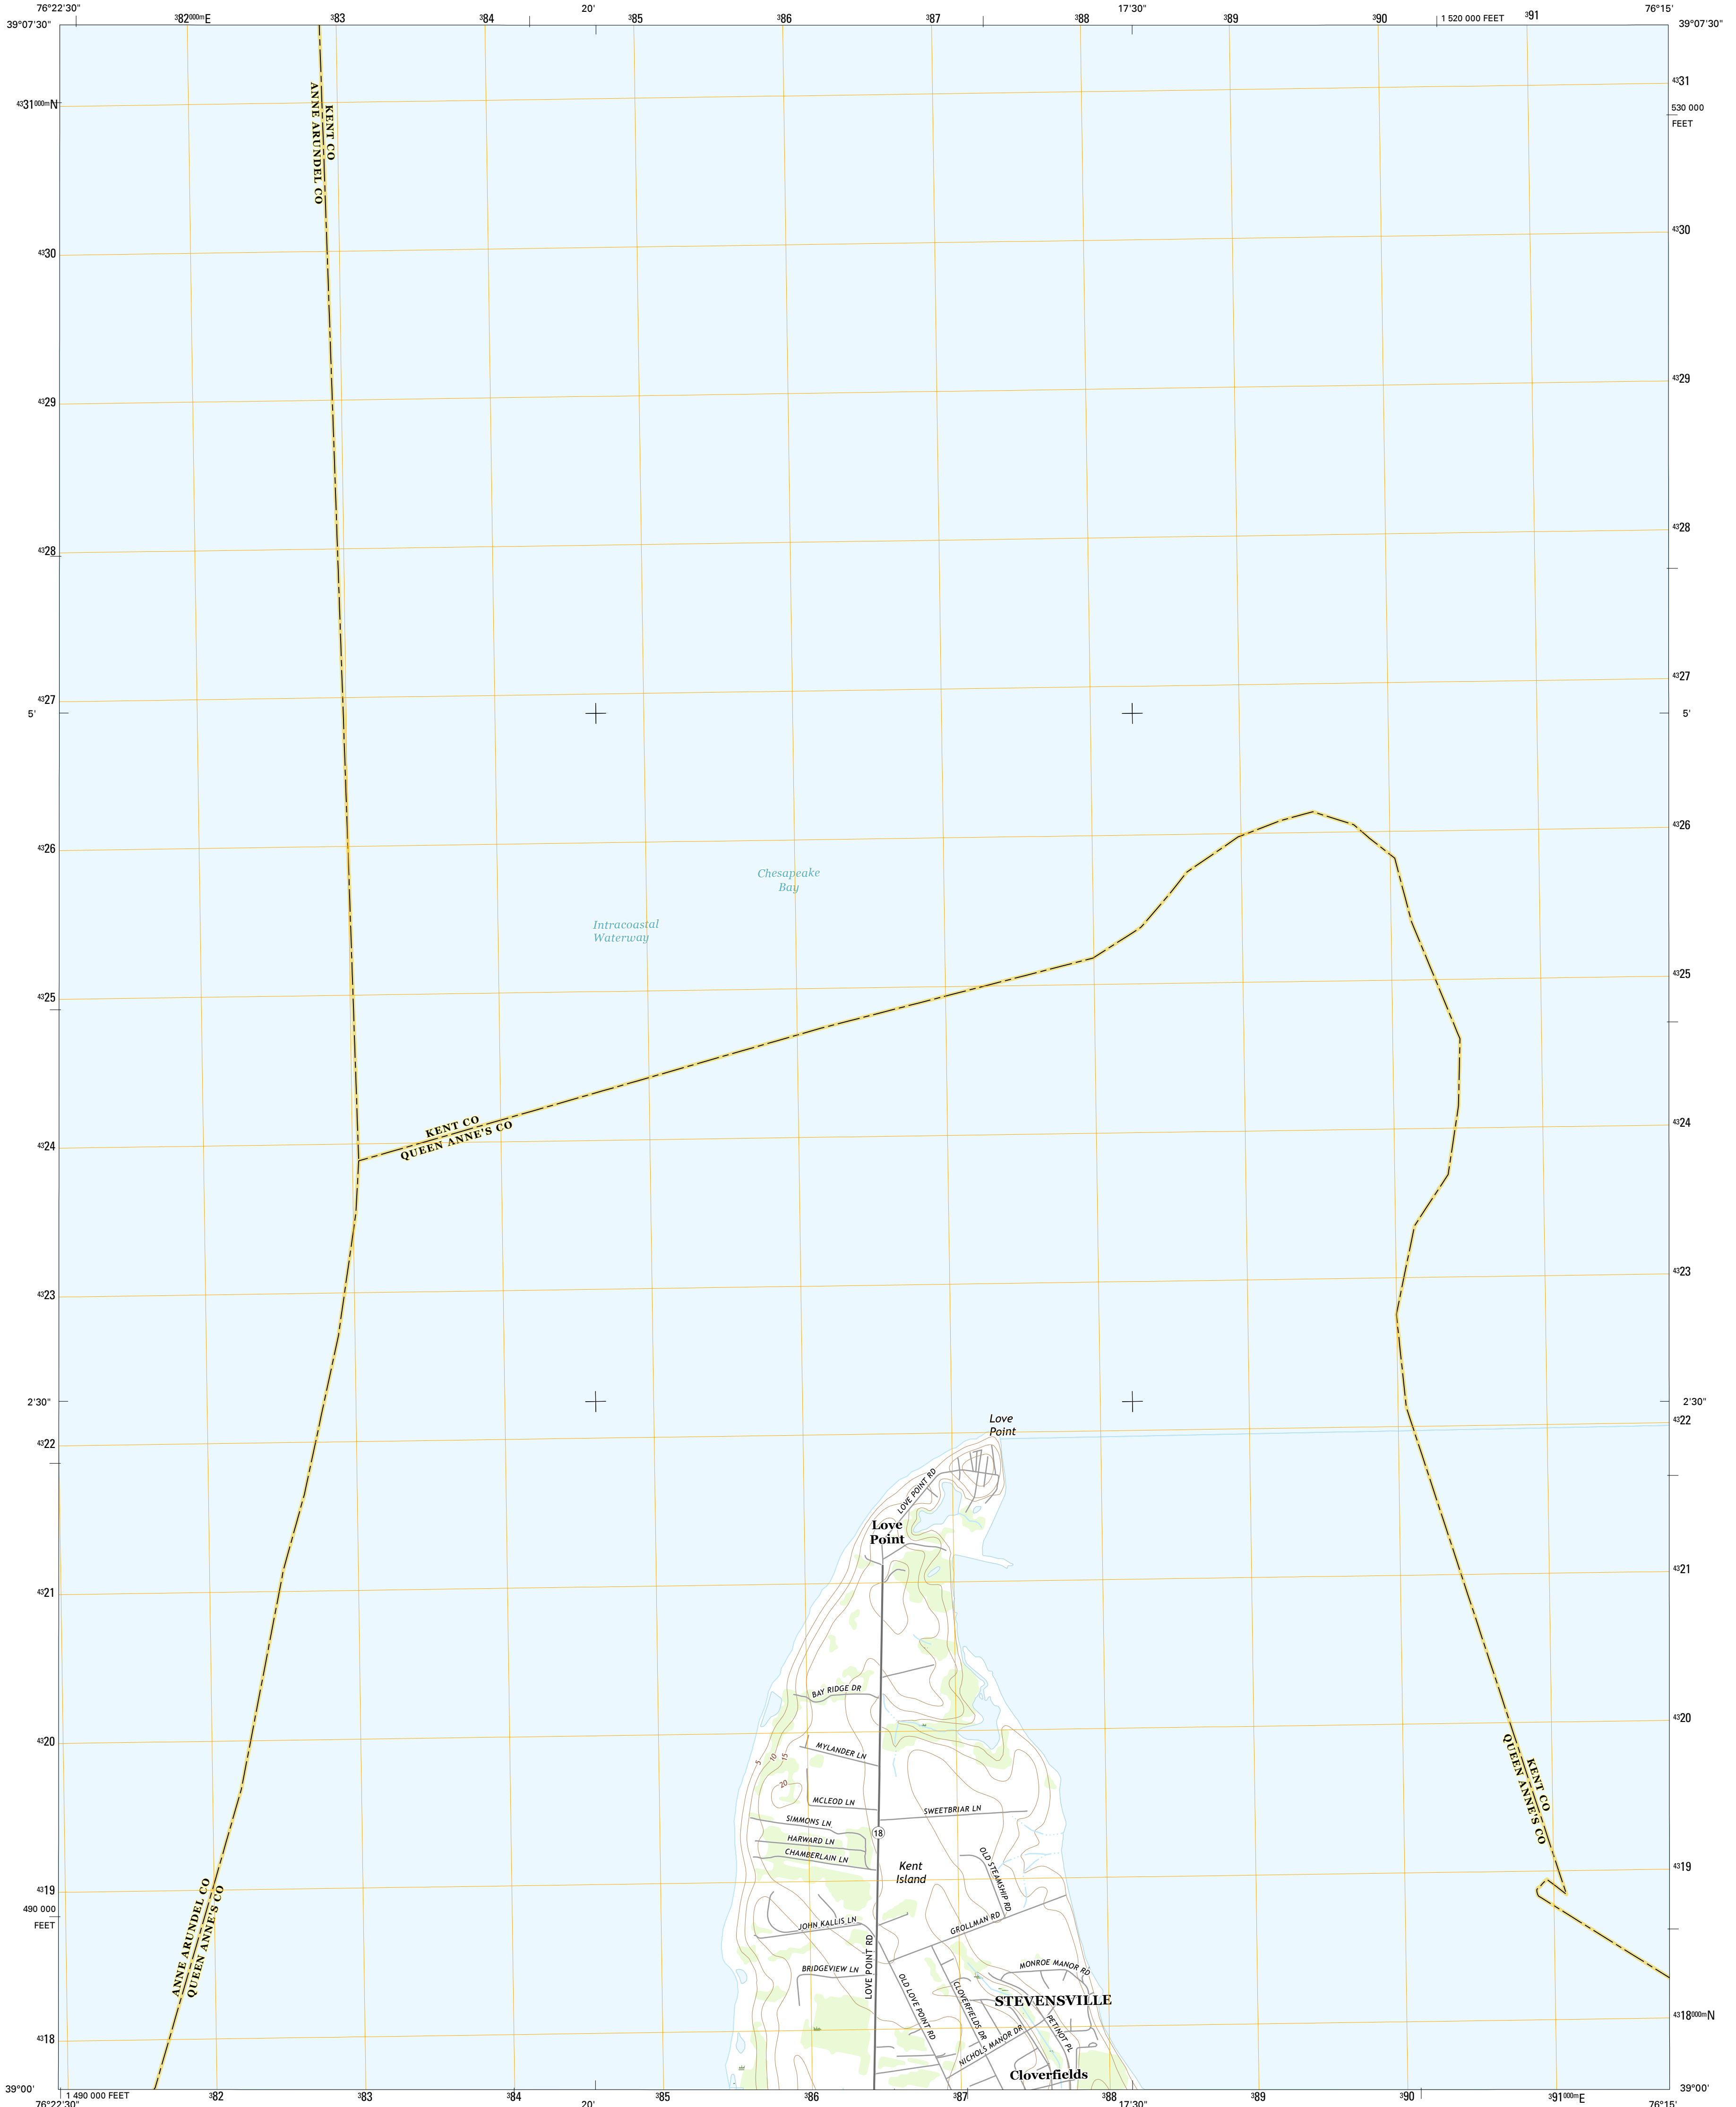 76°22'30" 20' 17'30" 76°15'
³82⁰⁰⁰ᵐE ³83 ³84 ³85 ³86 ³87 ³88 ³89 ³90 1 520 000 FEET ³91
39°07'30" 39°07'30"
⁴³31⁰⁰⁰ᵐN
⁴³31
530 000
FEET
KENT CO
ANNE ARUNDEL CO
⁴³30 ⁴³30
⁴³29 ⁴³29
⁴³28 ⁴³28
⁴³27 ⁴³27
5' 5'
⁴³26 ⁴³26
Chesapeake
Bay
Intracoastal
Waterway
⁴³25 ⁴³25
⁴³24 ⁴³24
KENT CO
QUEEN ANNE'S CO
⁴³23 ⁴³23
2'30" 2'30"
⁴³22 ⁴³22
Love
Point
LOVE POINT RD
Love
Point
⁴³21 ⁴³21
BAY RIDGE DR
⁴³20 ⁴³20
MYLANDER LN
5 10 15
20
KENT CO
QUEEN ANNE'S CO
MCLEOD LN
SWEETBRIAR LN
SIMMONS LN
18
HARWARD LN
CHAMBERLAIN LN
Kent
Island
OLD STEAMSHIP RD
⁴³19 ⁴³19
490 000
FEET
ANNE ARUNDEL CO
QUEEN ANNE'S CO
JOHN KALLIS LN
GROLLMAN RD
LOVE POINT RD
BRIDGEVIEW LN
MONROE MANOR RD
OLD LOVE POINT RD
CLOVERFIELDS DR
STEVENSVILLE
PETINOT PL
NICHOLS MANOR DR
⁴³18 ⁴³18⁰⁰⁰ᵐN
Cloverfields
39°00' 39°00'
1 490 000 FEET ³82 ³83 ³84 ³85 ³86 ³87 ³88 ³89 ³90 ³91⁰⁰⁰ᵐE
76°22'30" 20' 17'30" 76°15'